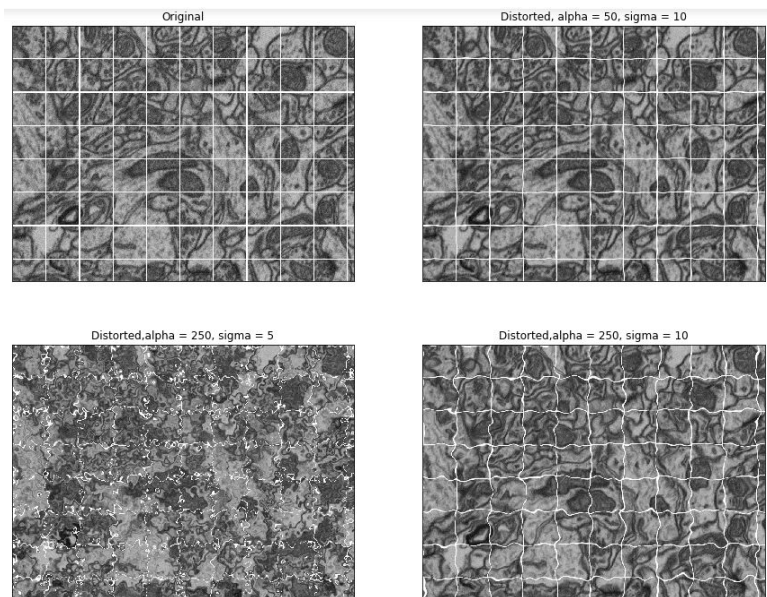 Original
Distorted, alpha = 50, sigma = 10
Distorted,alpha = 250, sigma = 5
Distorted,alpha = 250, sigma = 10